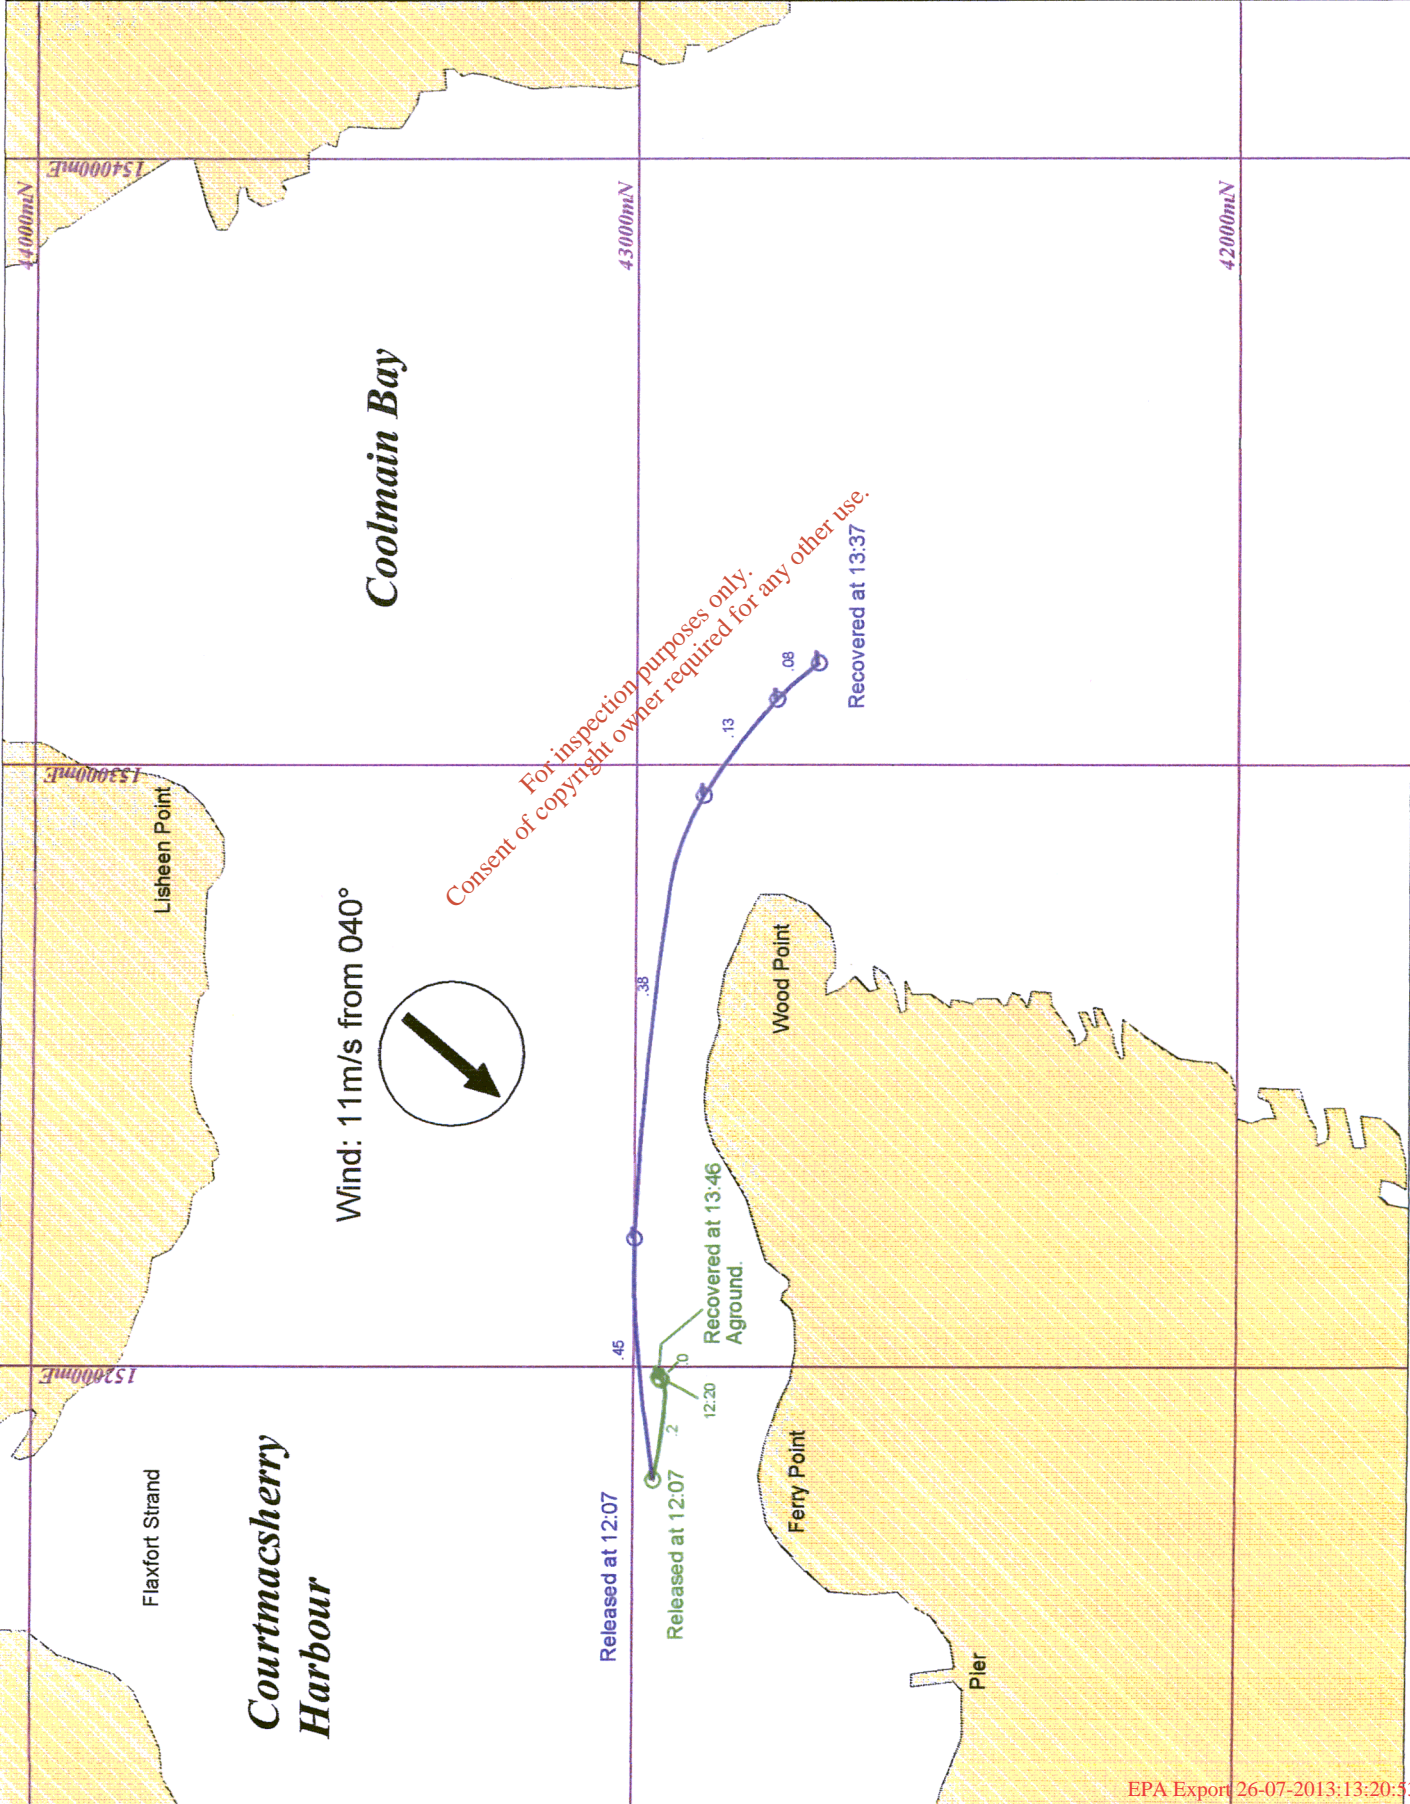 44000mN
154000mE
43000mN
42000mN
Coolmain Bay
153000mE
Lisheen Point
For inspection purposes only.
Consent of copyright owner required for any other use.
Recovered at 13:37
.08
.13
.38
Wind: 11m/s from 040°
Wood Point
Recovered at 13:46
Aground.
.45
.0
12:20
.2
152000mE
Flaxfort Strand
Courtmacsherry
Harbour
Released at 12:07
Released at 12:07
Ferry Point
Pier
EPA Export 26-07-2013:13:20:5